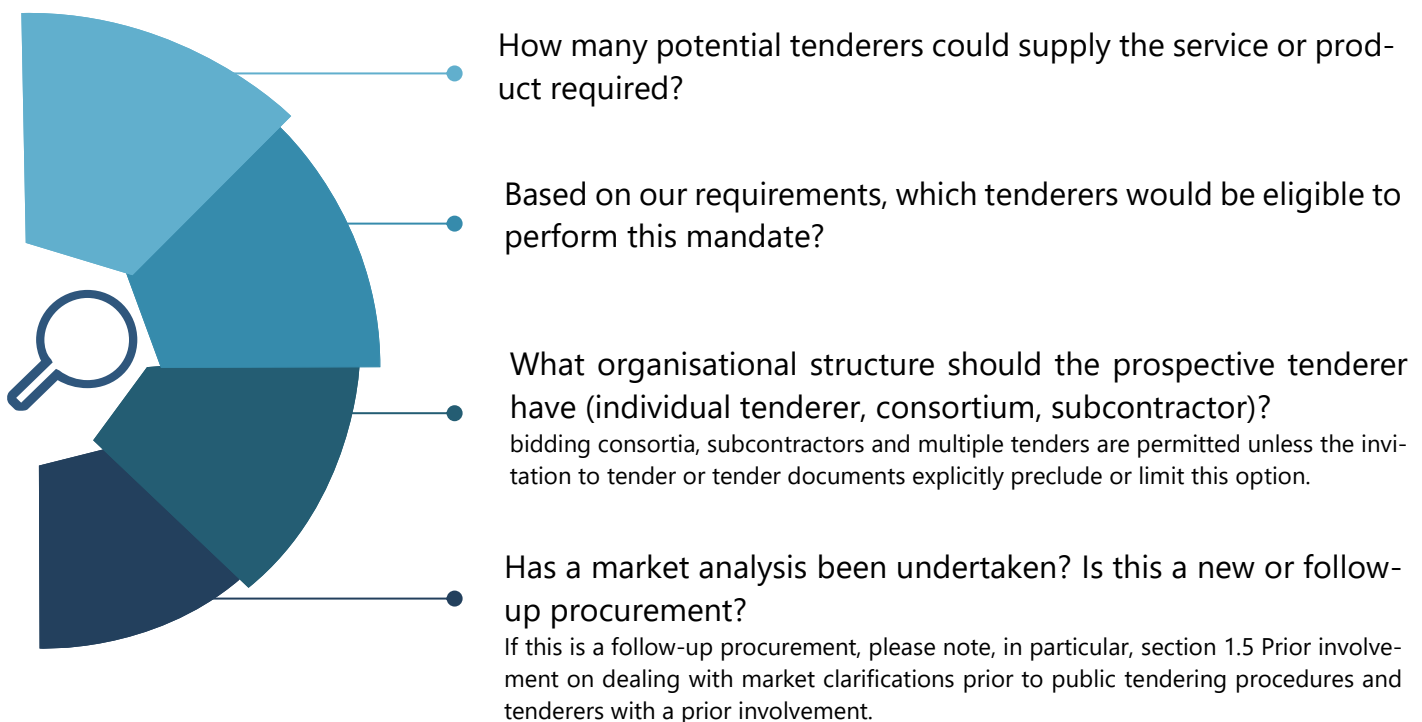 How many potential tenderers could supply the service or prod-
uct required?
Based on our requirements, which tenderers would be eligible to
perform this mandate?
What organisational structure should the prospective tenderer
have (individual tenderer, consortium, subcontractor)?
bidding consortia, subcontractors and multiple tenders are permitted unless the invi-
tation to tender or tender documents explicitly preclude or limit this option.
Has a market analysis been undertaken? Is this a new or follow-
up procurement?
If this is a follow-up procurement, please note, in particular, section 1.5 Prior involve-
ment on dealing with market clarifications prior to public tendering procedures and
tenderers with a prior involvement.